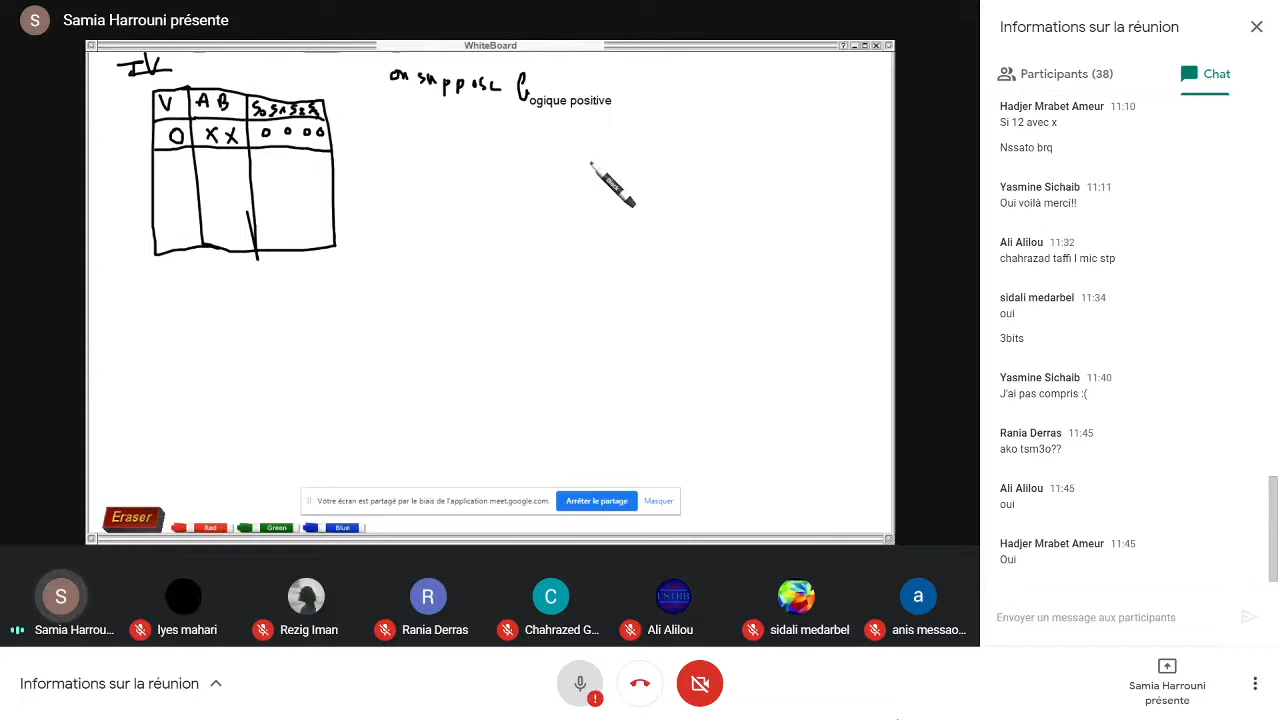 S Samia Harrouni présente
WhiteBoard
IV
on suppose Logique positive
V A B S0 S1 S2 S3
0 X X 0 0 0 0
Black
Votre écran est partagé par le biais de l'application meet.google.com. Arrêter le partage Masquer
Eraser Red Green Blue
S R C USTHB a
Samia Harrou... lyes mahari Rezig Iman Rania Derras Chahrazed G... Ali Alilou sidali medarbel anis messao...
Informations sur la réunion
Samia Harrouni
présente
Informations sur la réunion
Participants (38) Chat
Hadjer Mrabet Ameur 11:10
Si 12 avec x
Nssato brq
Yasmine Sichaib 11:11
Oui voilà merci!!
Ali Alilou 11:32
chahrazad taffi l mic stp
sidali medarbel 11:34
oui
3bits
Yasmine Sichaib 11:40
J'ai pas compris :(
Rania Derras 11:45
ako tsm3o??
Ali Alilou 11:45
oui
Hadjer Mrabet Ameur 11:45
Oui
Envoyer un message aux participants